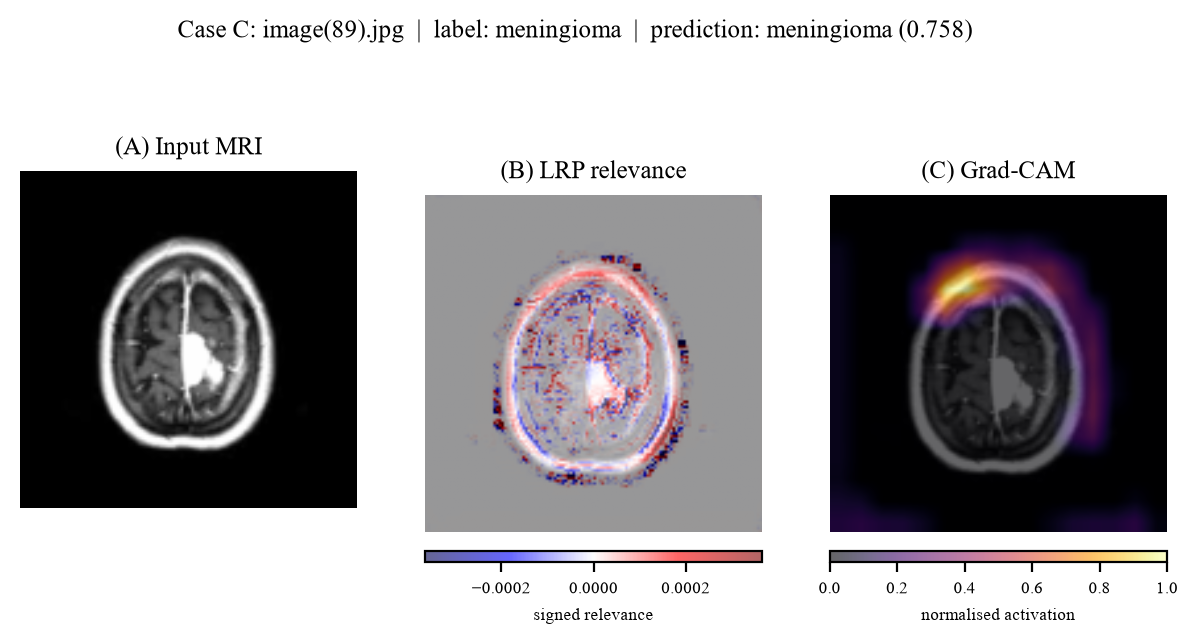 Case C: image(89).jpg | label: meningioma | prediction: meningioma (0.758)
(A) Input MRI
(B) LRP relevance
(C) Grad-CAM
−0.0002 0.0000 0.0002
signed relevance
0.0 0.2 0.4 0.6 0.8 1.0
normalised activation